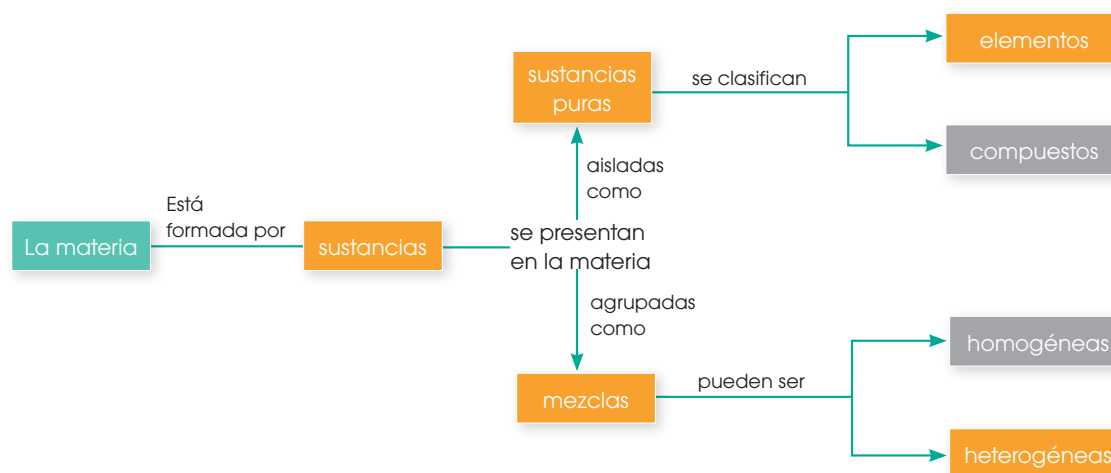 La materia
Está
formada por
sustancias
se presentan
en la materia
aisladas
como
sustancias
puras
se clasifican
elementos
compuestos
agrupadas
como
mezclas
pueden ser
homogéneas
heterogéneas